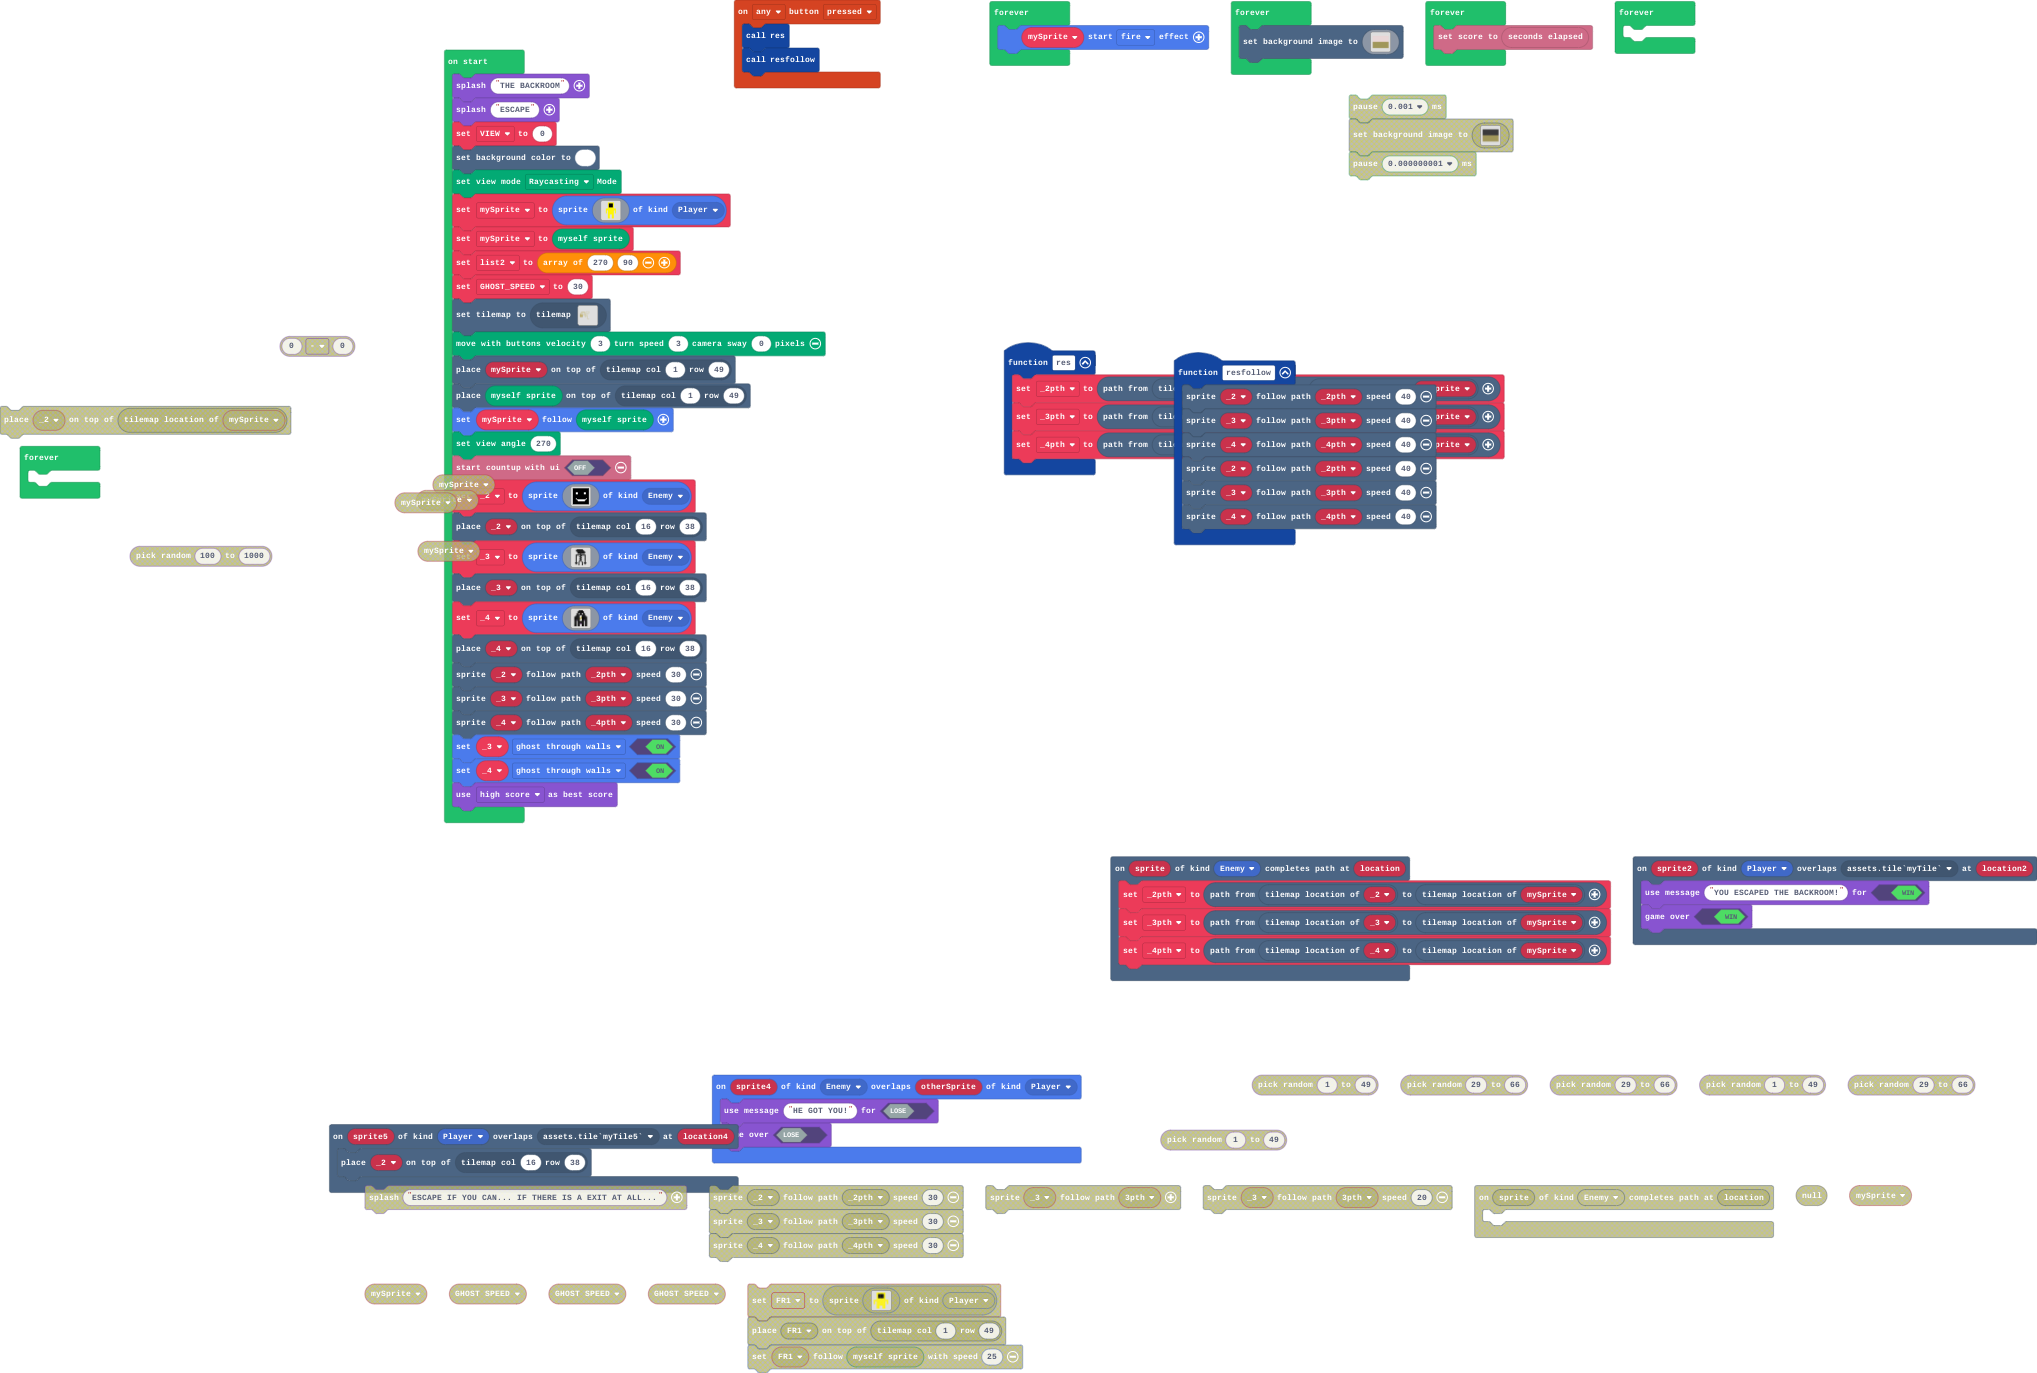 on start
splash "THE BACKROOM"
splash "ESCAPE"
set VIEW to 0
set background color to
set view mode Raycasting Mode
set mySprite to sprite of kind Player
set mySprite to myself sprite
set list2 to array of 270 90
set GHOST_SPEED to 30
set tilemap to tilemap
move with buttons velocity 3 turn speed 3 camera sway 0 pixels
place mySprite on top of tilemap col 1 row 49
place myself sprite on top of tilemap col 1 row 49
set mySprite follow myself sprite
set view angle 270
start countup with ui OFF
_2 to sprite of kind Enemy
place _2 on top of tilemap col 16 row 38
_3 to sprite of kind Enemy
place _3 on top of tilemap col 16 row 38
set _4 to sprite of kind Enemy
place _4 on top of tilemap col 16 row 38
sprite _2 follow path _2pth speed 30
sprite _3 follow path _3pth speed 30
sprite _4 follow path _4pth speed 30
set _3 ghost through walls ON
set _4 ghost through walls ON
use high score as best score
on any button pressed
call res
call resfollow
forever
mySprite start fire effect
forever
set background image to
forever
set score to seconds elapsed
forever
pause 0.001 ms
set background image to
pause 0.000000001 ms
0 - 0
place _2 on top of tilemap location of mySprite
forever
pick random 100 to 1000
mySprite
mySprite
mySprite
function res
set _2pth to path from
set _3pth to path from
set _4pth to path from
function resfollow
sprite _2 follow path _2pth speed 40
sprite _3 follow path _3pth speed 40
sprite _4 follow path _4pth speed 40
sprite _2 follow path _2pth speed 40
sprite _3 follow path _3pth speed 40
sprite _4 follow path _4pth speed 40
on sprite of kind Enemy completes path at location
set _2pth to path from tilemap location of _2 to tilemap location of mySprite
set _3pth to path from tilemap location of _3 to tilemap location of mySprite
set _4pth to path from tilemap location of _4 to tilemap location of mySprite
on sprite2 of kind Player overlaps assets.tile`myTile` at location2
use message "YOU ESCAPED THE BACKROOM!" for WIN
game over WIN
on sprite4 of kind Enemy overlaps otherSprite of kind Player
use message "HE GOT YOU!" for LOSE
over LOSE
on sprite5 of kind Player overlaps assets.tile`myTile5` at location4
place _2 on top of tilemap col 16 row 38
pick random 1 to 49
pick random 29 to 66
pick random 29 to 66
pick random 1 to 49
pick random 29 to 66
pick random 1 to 49
splash "ESCAPE IF YOU CAN... IF THERE IS A EXIT AT ALL..."
sprite _2 follow path _2pth speed 30
sprite _3 follow path _3pth speed 30
sprite _4 follow path _4pth speed 30
sprite _3 follow path 3pth
sprite _3 follow path 3pth speed 20
on sprite of kind Enemy completes path at location
null
mySprite
mySprite
GHOST SPEED
GHOST SPEED
GHOST SPEED
set FR1 to sprite of kind Player
place FR1 on top of tilemap col 1 row 49
set FR1 follow myself sprite with speed 25